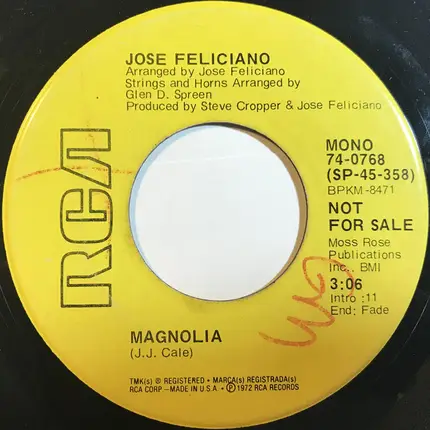 JOSE FELICIANO
Arranged by Jose Feliciano
Strings and Horns Arranged by
Glen D. Spreen
Produced by Steve Cropper & Jose Feliciano
RCA
MONO
74-0768
(SP-45-358)
BPKM-8471
NOT
FOR SALE
Moss Rose
Publications
Inc. BMI
3:06
Intro :11
End: Fade
MAGNOLIA
(J.J. Cale)
TMK(s) ® REGISTERED • MARCA(s) REGISTRADA(s)
RCA CORP—MADE IN U.S.A. • ℗ 1972 RCA RECORDS